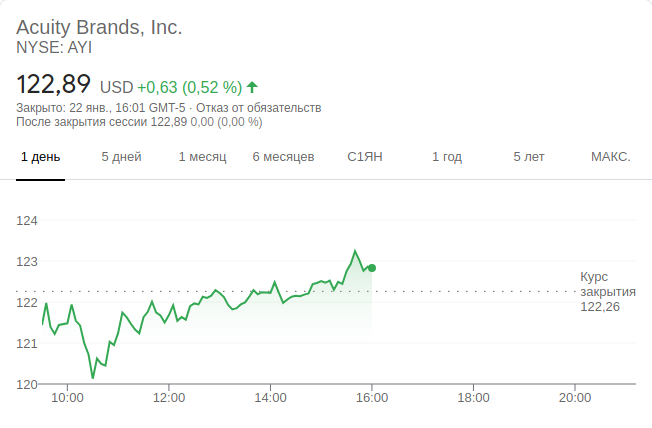 Acuity Brands, Inc.
NYSE: AYI
122,89 USD +0,63 (0,52 %)
Закрыто: 22 янв., 16:01 GMT-5 · Отказ от обязательств
После закрытия сессии 122,89 0,00 (0,00 %)
1 день 5 дней 1 месяц 6 месяцев С1ЯН 1 год 5 лет МАКС.
124
123
Курс
122 закрытия
122,26
121
120
10:00 12:00 14:00 16:00 18:00 20:00